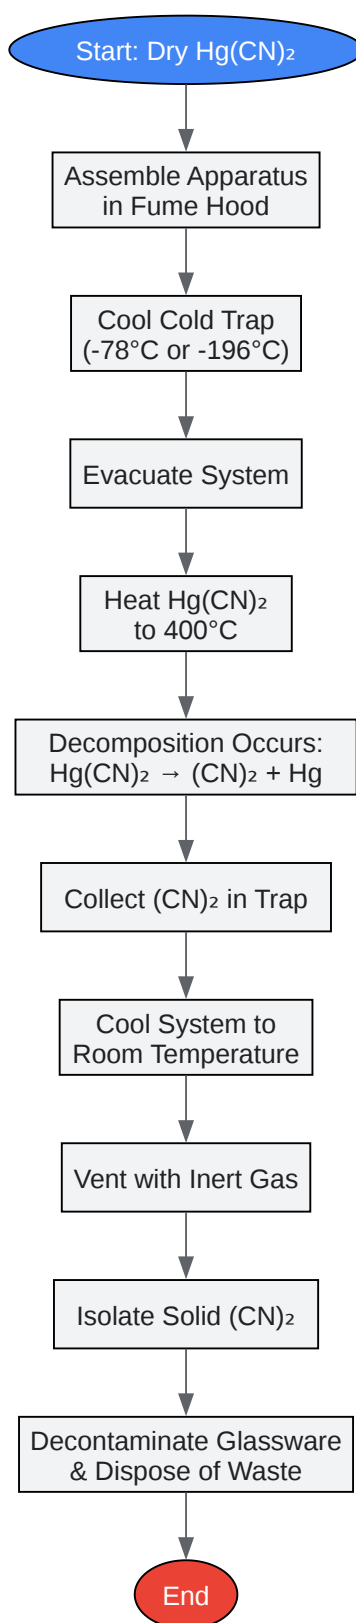 Start: Dry Hg(CN)₂
Assemble Apparatus
in Fume Hood
Cool Cold Trap
(-78°C or -196°C)
Evacuate System
Heat Hg(CN)₂
to 400°C
Decomposition Occurs:
Hg(CN)₂ → (CN)₂ + Hg
Collect (CN)₂ in Trap
Cool System to
Room Temperature
Vent with Inert Gas
Isolate Solid (CN)₂
Decontaminate Glassware
& Dispose of Waste
End